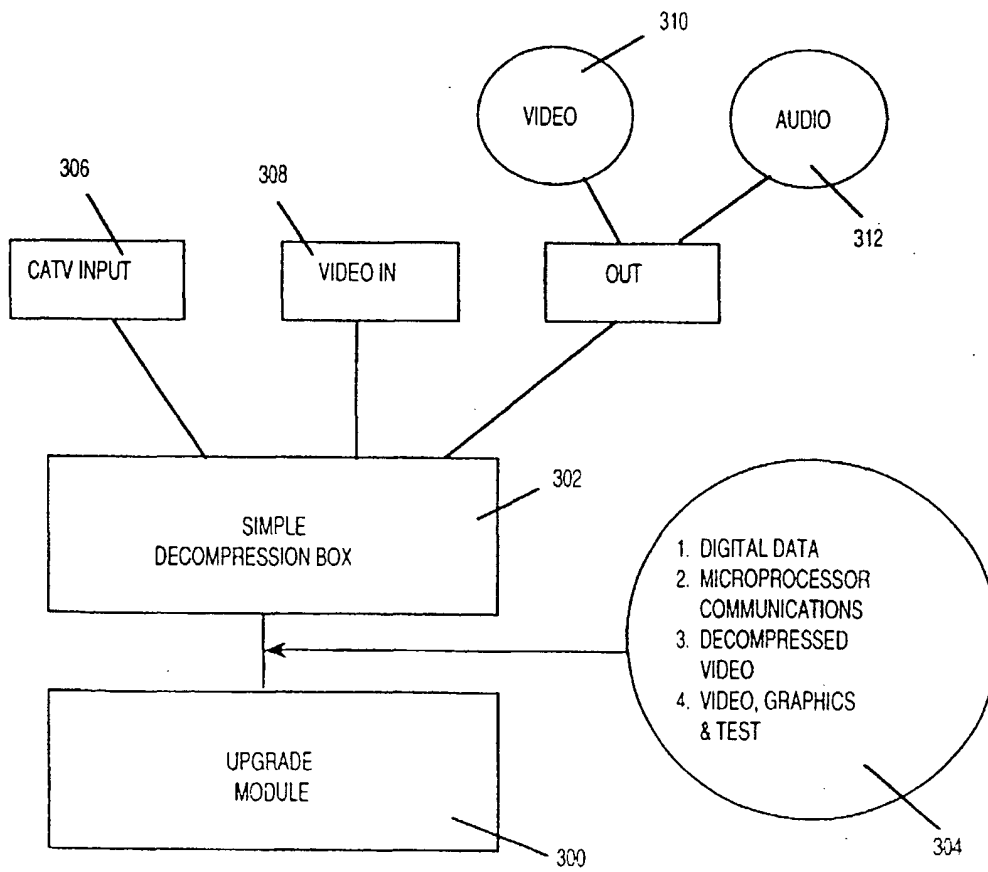 310
VIDEO
AUDIO
306
308
312
CATV INPUT
VIDEO IN
OUT
302
SIMPLE
DECOMPRESSION BOX
1. DIGITAL DATA
2. MICROPROCESSOR
COMMUNICATIONS
3. DECOMPRESSED
VIDEO
4. VIDEO, GRAPHICS
& TEST
UPGRADE
MODULE
304
300